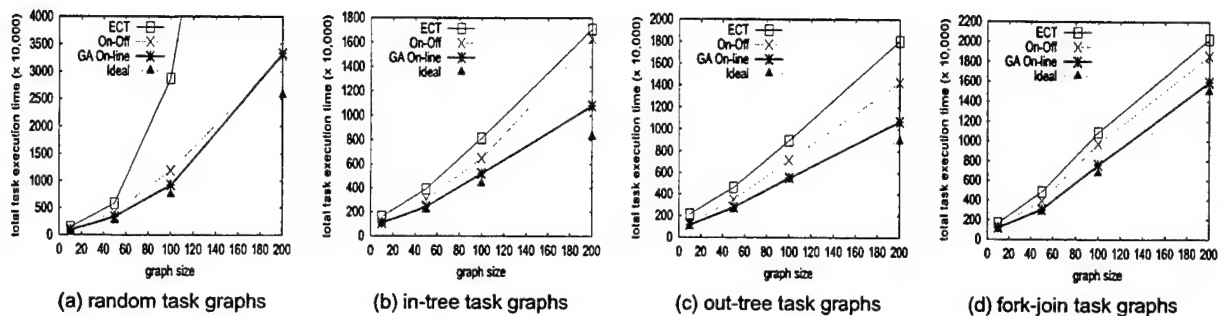 total task execution time (x 10,000)
4000
3500
3000
2500
2000
1500
1000
500
0
ECT
On-Off
GA On-line
Ideal
0 20 40 60 80 100 120 140 160 180 200
graph size
(a) random task graphs
total task execution time (x 10,000)
1800
1600
1400
1200
1000
800
600
400
200
0
ECT
On-Off
GA On-line
Ideal
0 20 40 60 80 100 120 140 160 180 200
graph size
(b) in-tree task graphs
total task execution time (x 10,000)
2000
1800
1600
1400
1200
1000
800
600
400
200
0
ECT
On-Off
GA On-line
Ideal
0 20 40 60 80 100 120 140 160 180 200
graph size
(c) out-tree task graphs
total task execution time (x 10,000)
2200
2000
1800
1600
1400
1200
1000
800
600
400
200
0
ECT
On-Off
GA On-line
Ideal
0 20 40 60 80 100 120 140 160 180 200
graph size
(d) fork-join task graphs